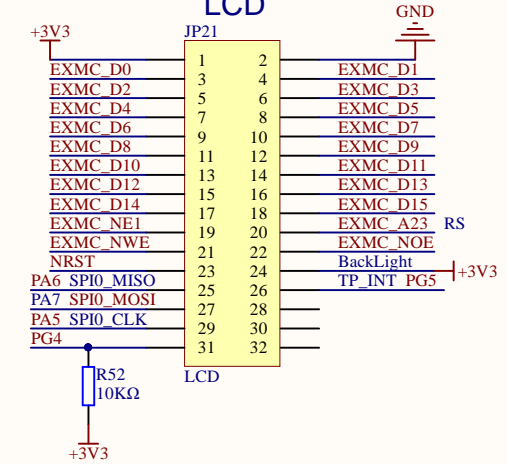 LCD
GND
+3V3
JP21
1 2
EXMC_D0 3 4 EXMC_D1
EXMC_D2 5 6 EXMC_D3
EXMC_D4 7 8 EXMC_D5
EXMC_D6 9 10 EXMC_D7
EXMC_D8 11 12 EXMC_D9
EXMC_D10 13 14 EXMC_D11
EXMC_D12 15 16 EXMC_D13
EXMC_D14 17 18 EXMC_D15
EXMC_NE1 19 20 EXMC_A23 RS
EXMC_NWE 21 22 EXMC_NOE
NRST 23 24 BackLight +3V3
PA6 SPI0_MISO 25 26 TP_INT PG5
PA7 SPI0_MOSI 27 28
PA5 SPI0_CLK 29 30
PG4 31 32
LCD
R52
10KΩ
+3V3